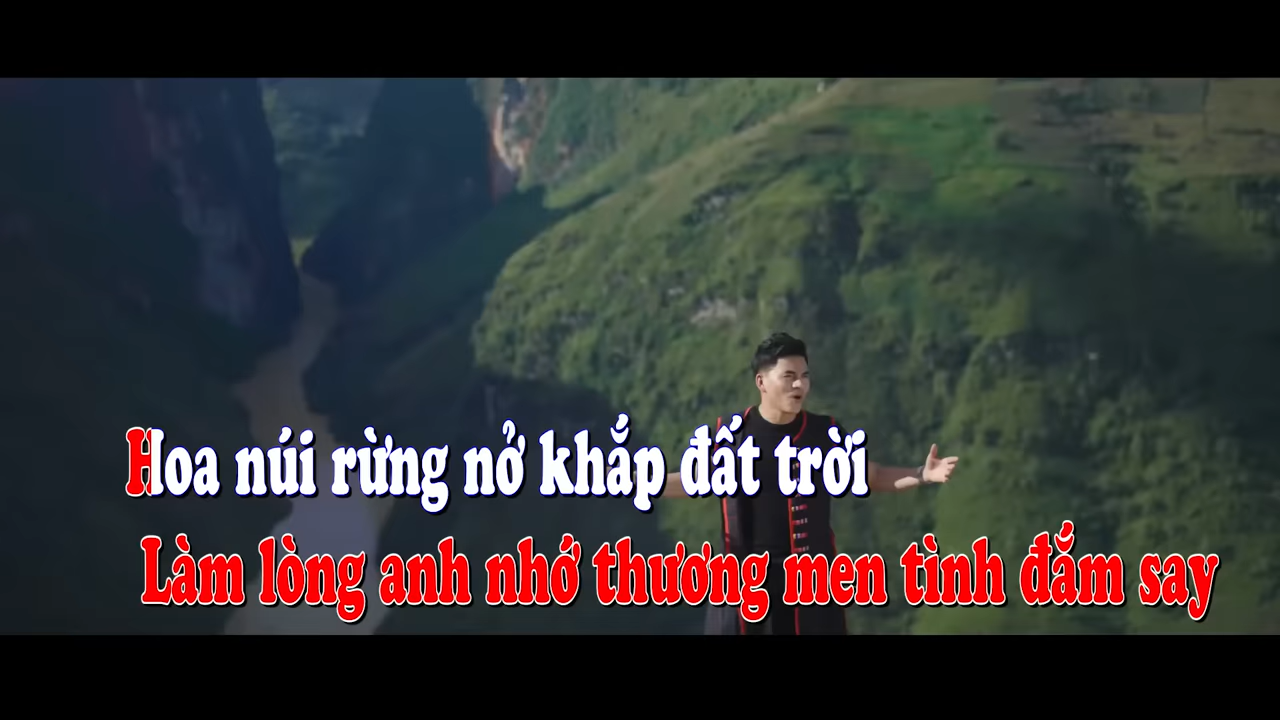 Hoa núi rừng nở khắp đất trời
Làm lòng anh nhớ thương men tình đắm say